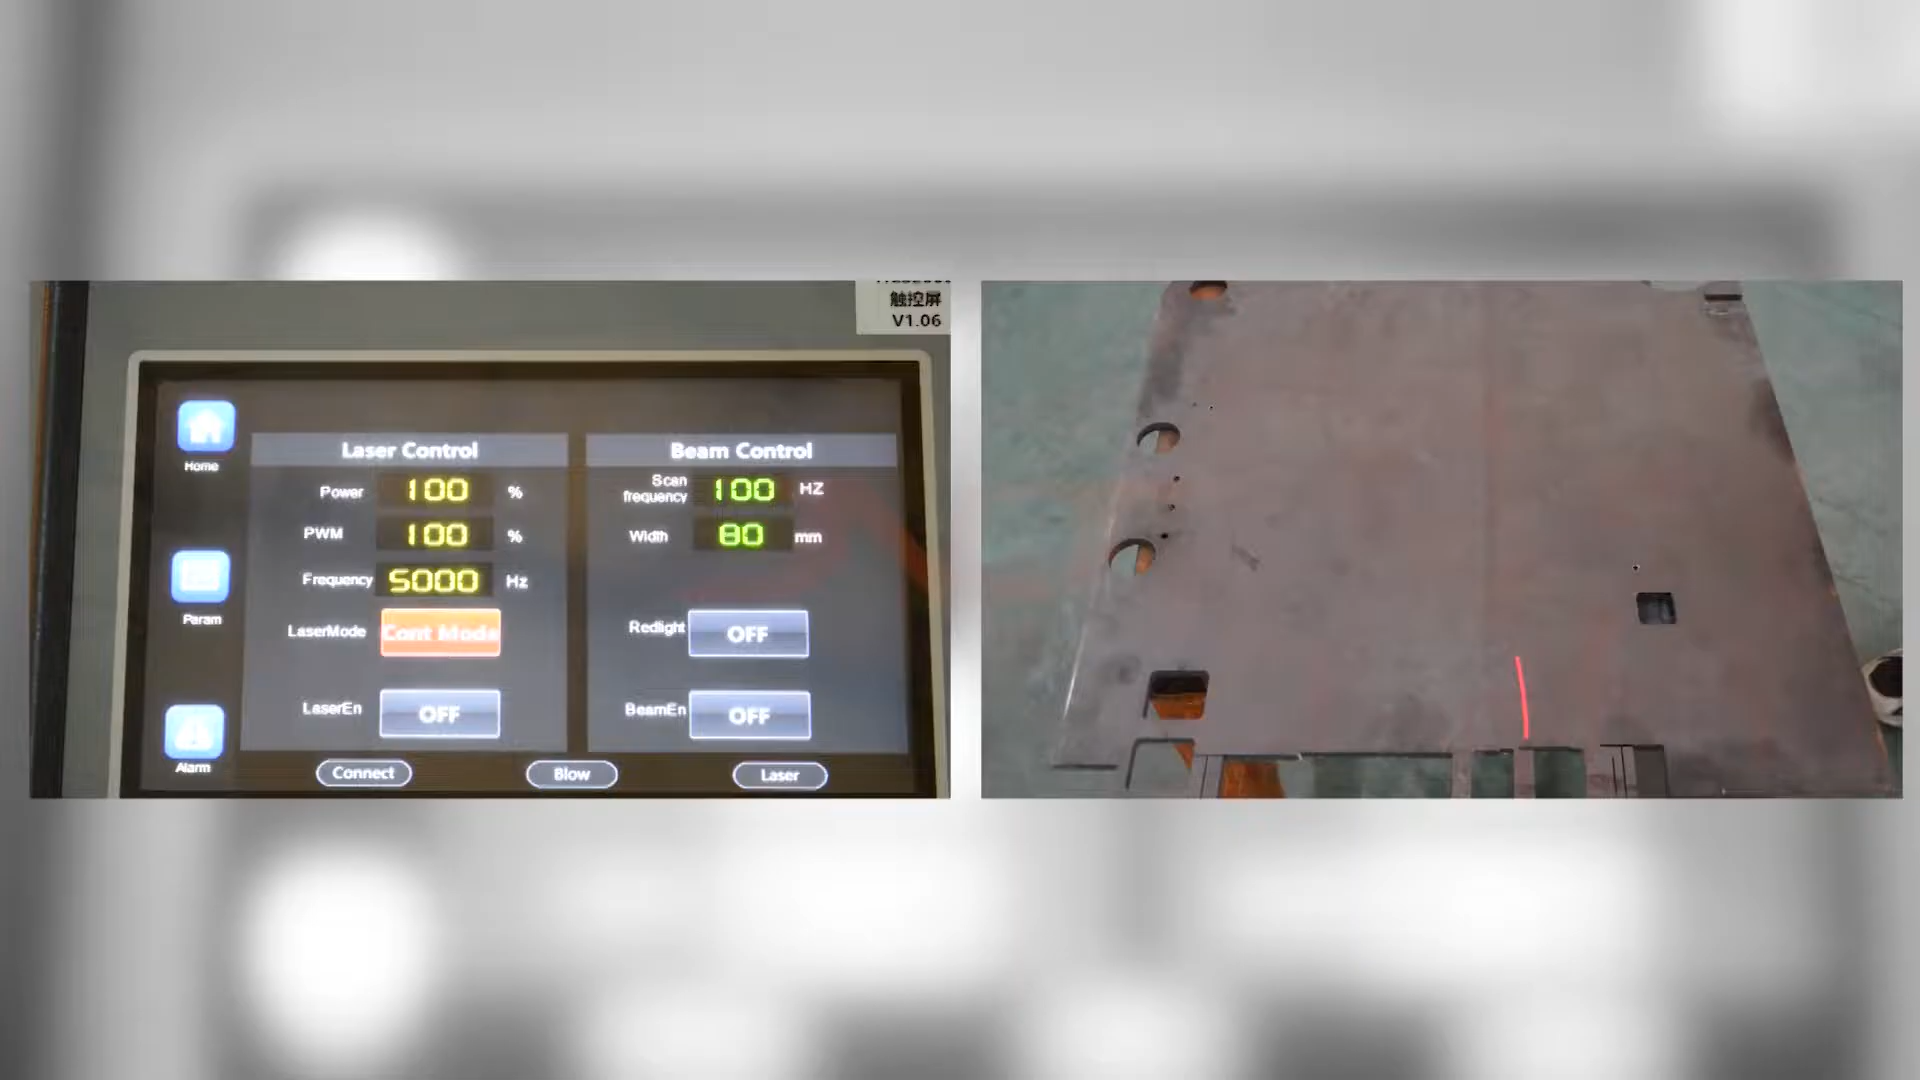 触控屏
V1.06
Home
Param
Alarm
Laser Control
Power 100 %
PWM 100 %
Frequency 5000 Hz
LaserMode Cont Mode
LaserEn OFF
Beam Control
Scan
frequency 100 HZ
Width 80 mm
Redlight OFF
BeamEn OFF
Connect
Blow
Laser